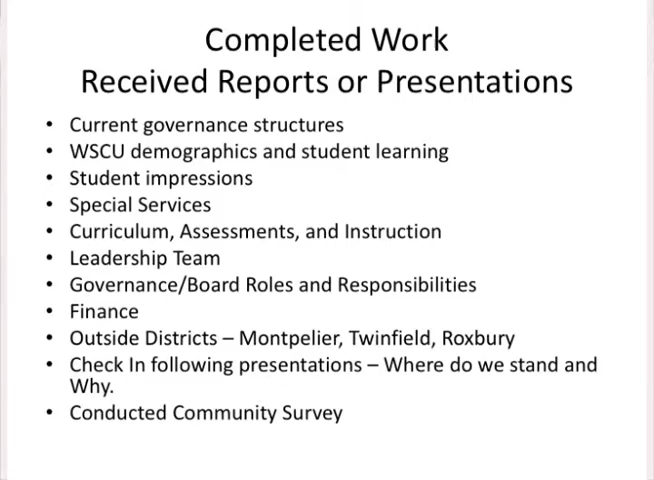 Completed Work
Received Reports or Presentations
• Current governance structures
• WSCU demographics and student learning
• Student impressions
• Special Services
• Curriculum, Assessments, and Instruction
• Leadership Team
• Governance/Board Roles and Responsibilities
• Finance
• Outside Districts – Montpelier, Twinfield, Roxbury
• Check In following presentations – Where do we stand and
Why.
• Conducted Community Survey